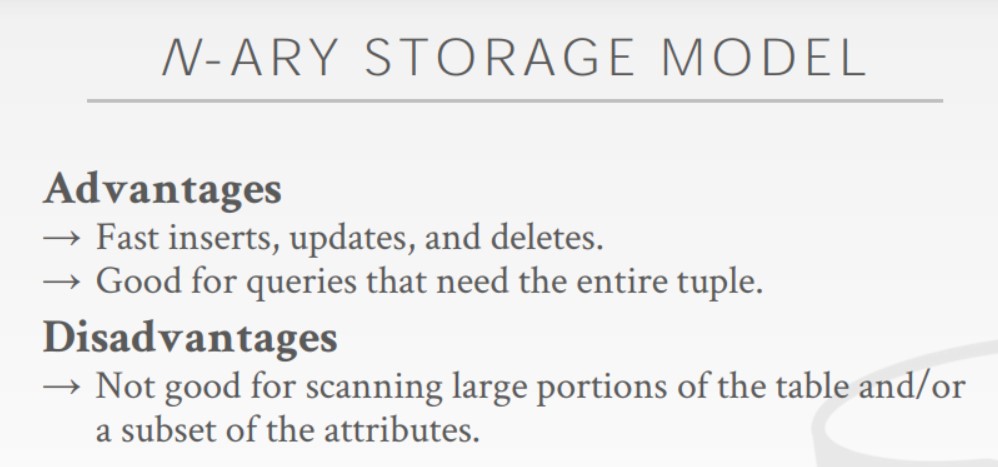 N-ARY STORAGE MODEL
Advantages
→ Fast inserts, updates, and deletes.
→ Good for queries that need the entire tuple.
Disadvantages
→ Not good for scanning large portions of the table and/or
a subset of the attributes.